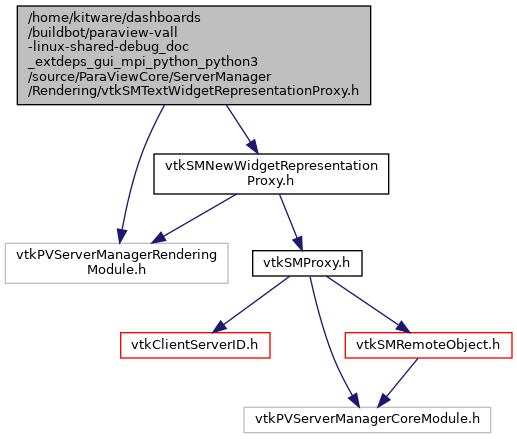 /home/kitware/dashboards
/buildbot/paraview-vall
-linux-shared-debug_doc
_extdeps_gui_mpi_python_python3
/source/ParaViewCore/ServerManager
/Rendering/vtkSMTextWidgetRepresentationProxy.h
vtkSMNewWidgetRepresentation
Proxy.h
vtkPVServerManagerRendering
Module.h
vtkSMProxy.h
vtkClientServerID.h
vtkSMRemoteObject.h
vtkPVServerManagerCoreModule.h